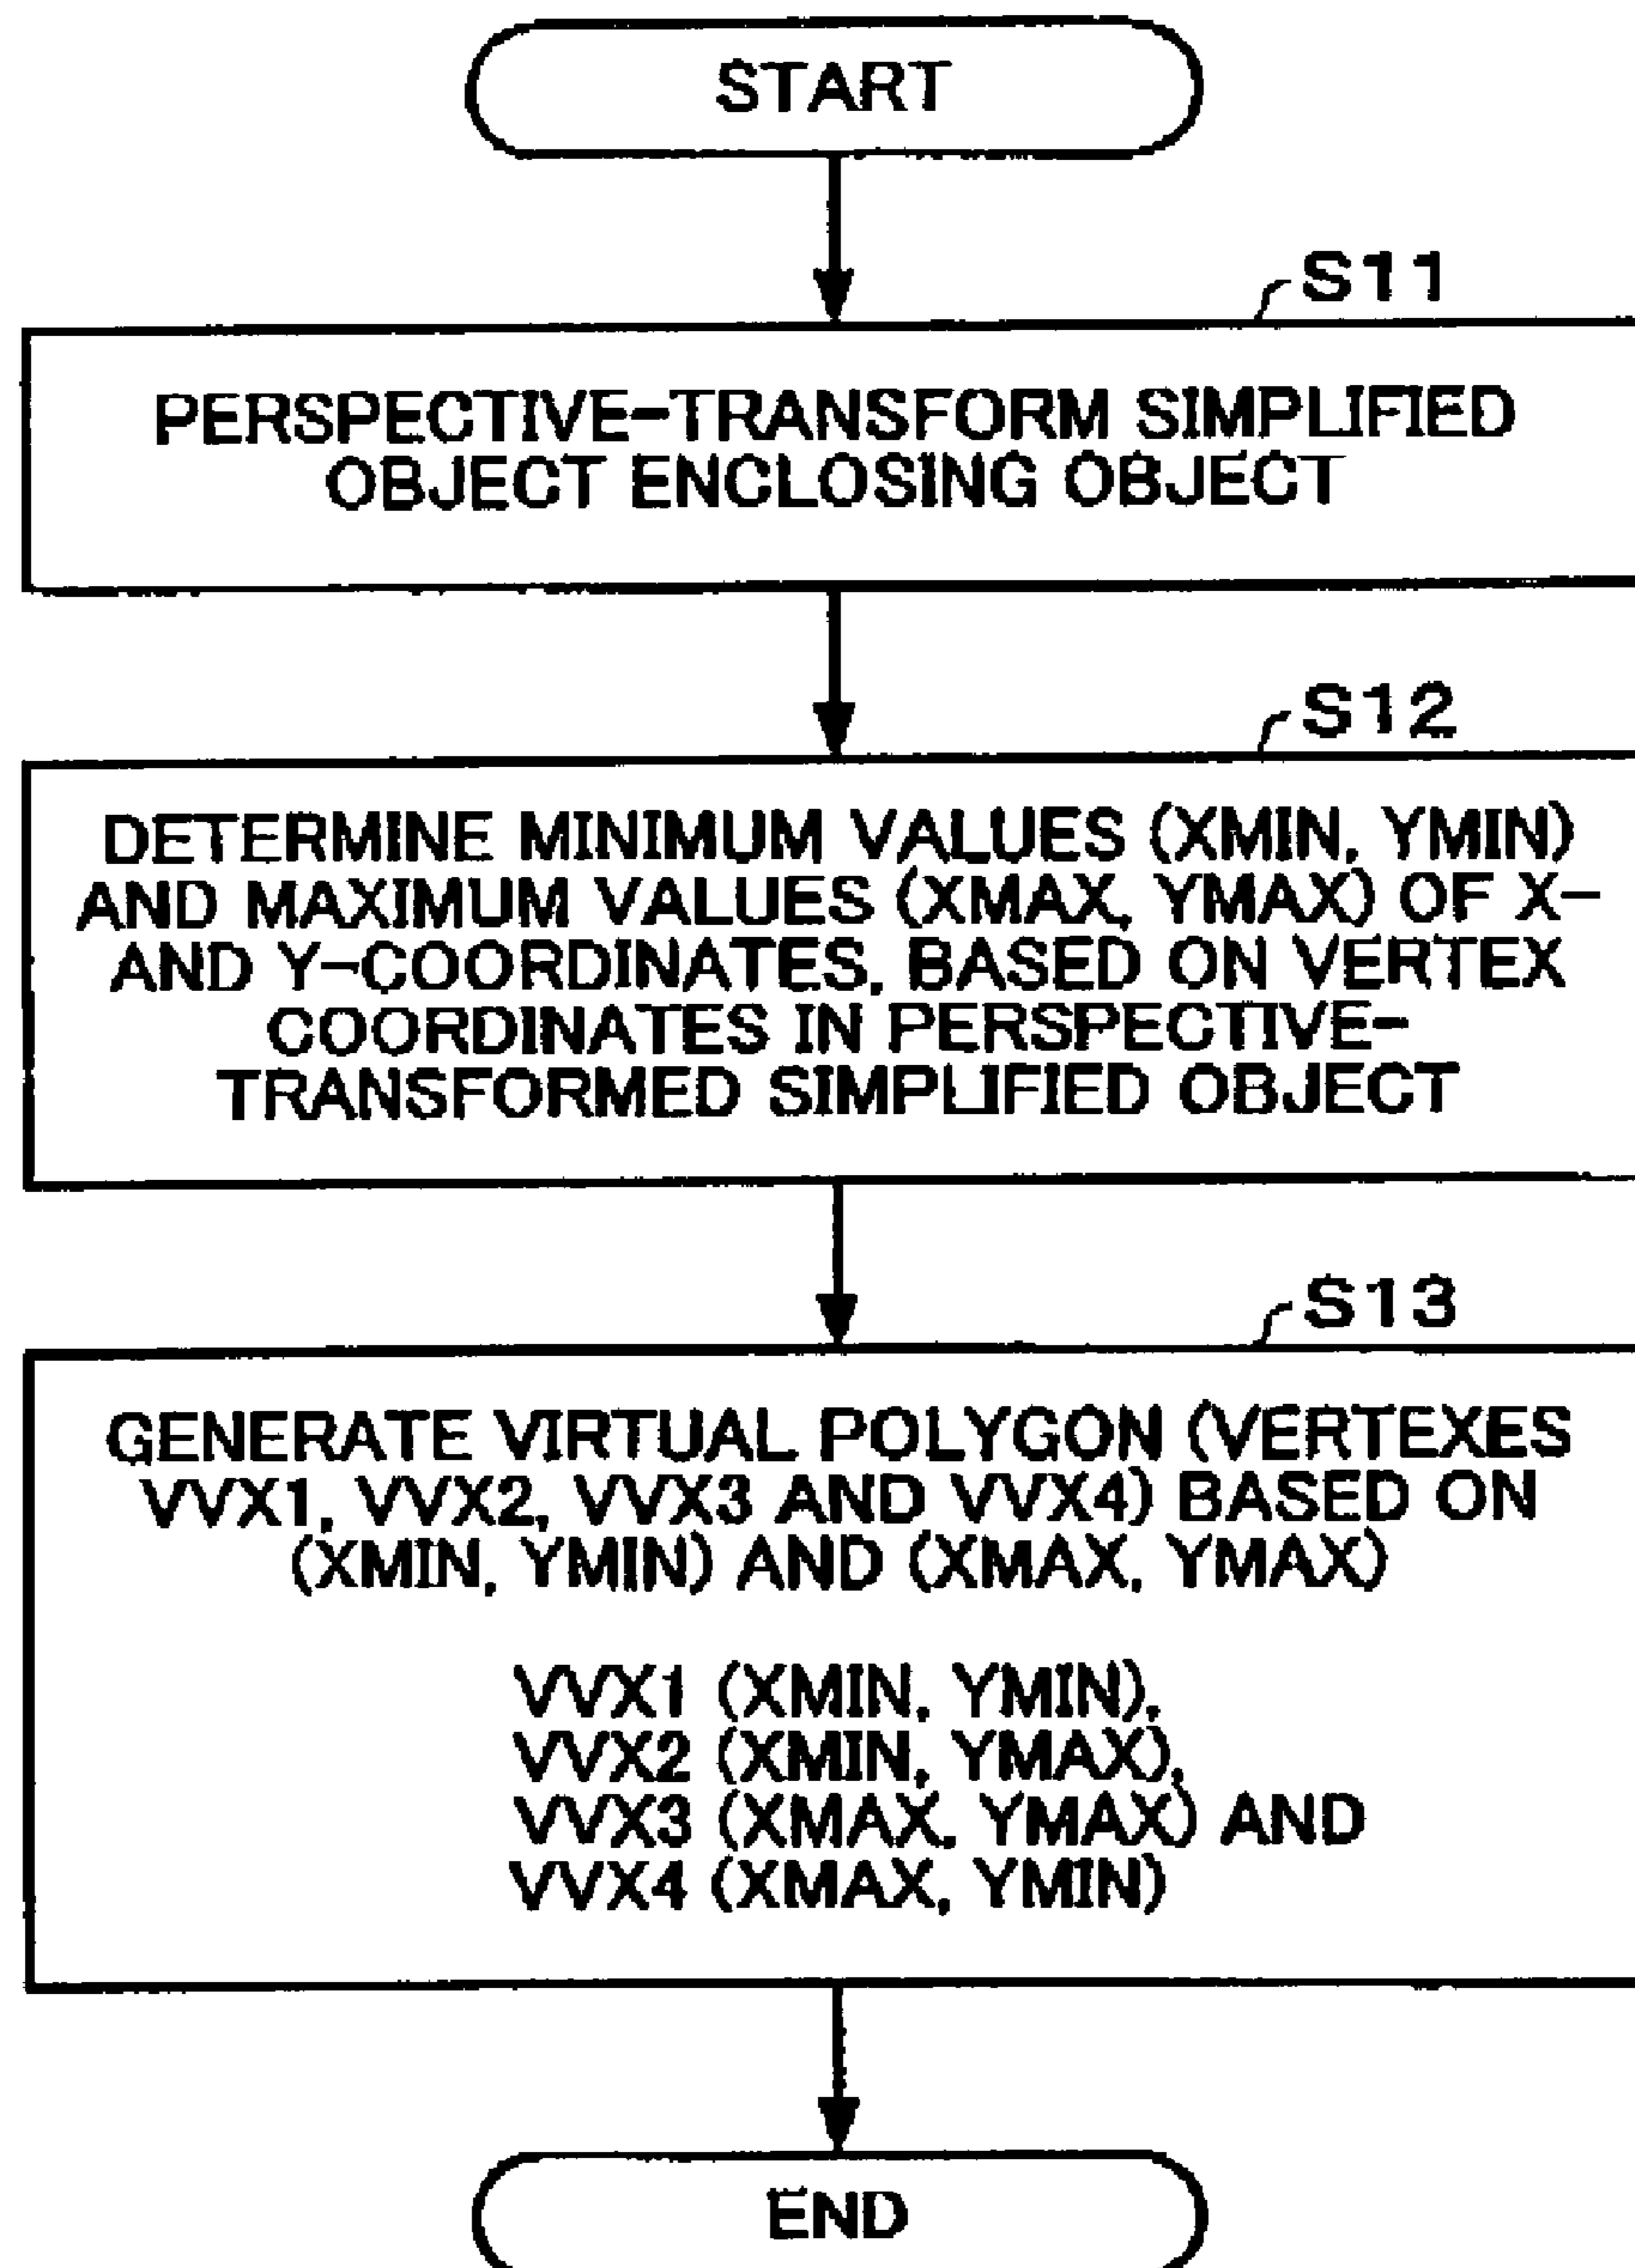 START
S11
PERSPECTIVE-TRANSFORM SIMPLIFIED
OBJECT ENCLOSING OBJECT
S12
DETERMINE MINIMUM VALUES (XMIN, YMIN)
AND MAXIMUM VALUES (XMAX, YMAX) OF X-
AND Y-COORDINATES, BASED ON VERTEX
COORDINATES IN PERSPECTIVE-
TRANSFORMED SIMPLIFIED OBJECT
S13
GENERATE VIRTUAL POLYGON (VERTEXES
VVX1, VVX2, VVX3 AND VVX4) BASED ON
(XMIN, YMIN) AND (XMAX, YMAX)
VVX1 (XMIN, YMIN),
VVX2 (XMIN, YMAX),
VVX3 (XMAX, YMAX) AND
VVX4 (XMAX, YMIN)
END